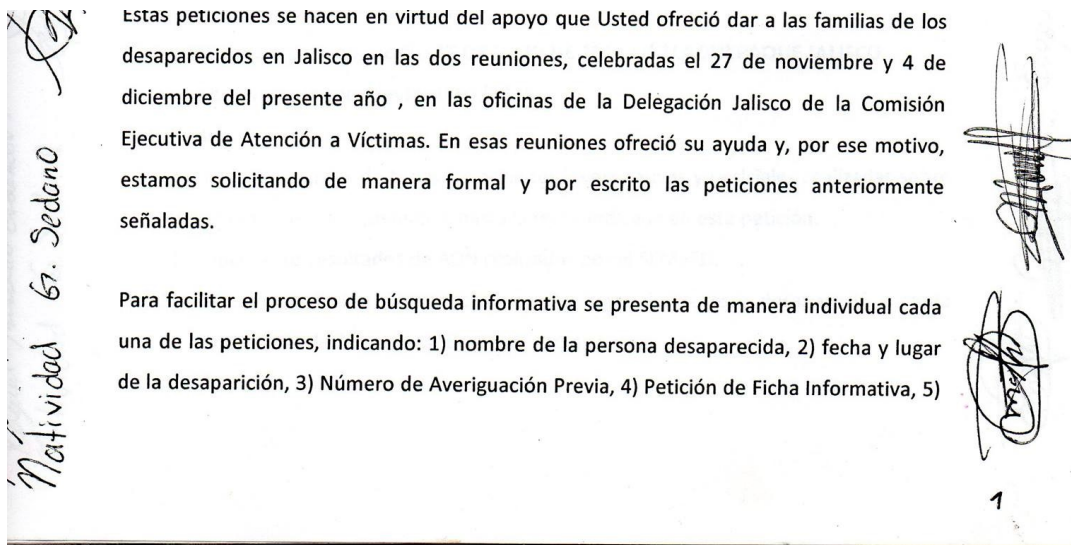 Estas peticiones se hacen en virtud del apoyo que Usted ofreció dar a las familias de los
desaparecidos en Jalisco en las dos reuniones, celebradas el 27 de noviembre y 4 de
diciembre del presente año , en las oficinas de la Delegación Jalisco de la Comisión
Ejecutiva de Atención a Víctimas. En esas reuniones ofreció su ayuda y, por ese motivo,
estamos solicitando de manera formal y por escrito las peticiones anteriormente
señaladas.
Para facilitar el proceso de búsqueda informativa se presenta de manera individual cada
una de las peticiones, indicando: 1) nombre de la persona desaparecida, 2) fecha y lugar
de la desaparición, 3) Número de Averiguación Previa, 4) Petición de Ficha Informativa, 5)
Natividad Gz. Sedano
1